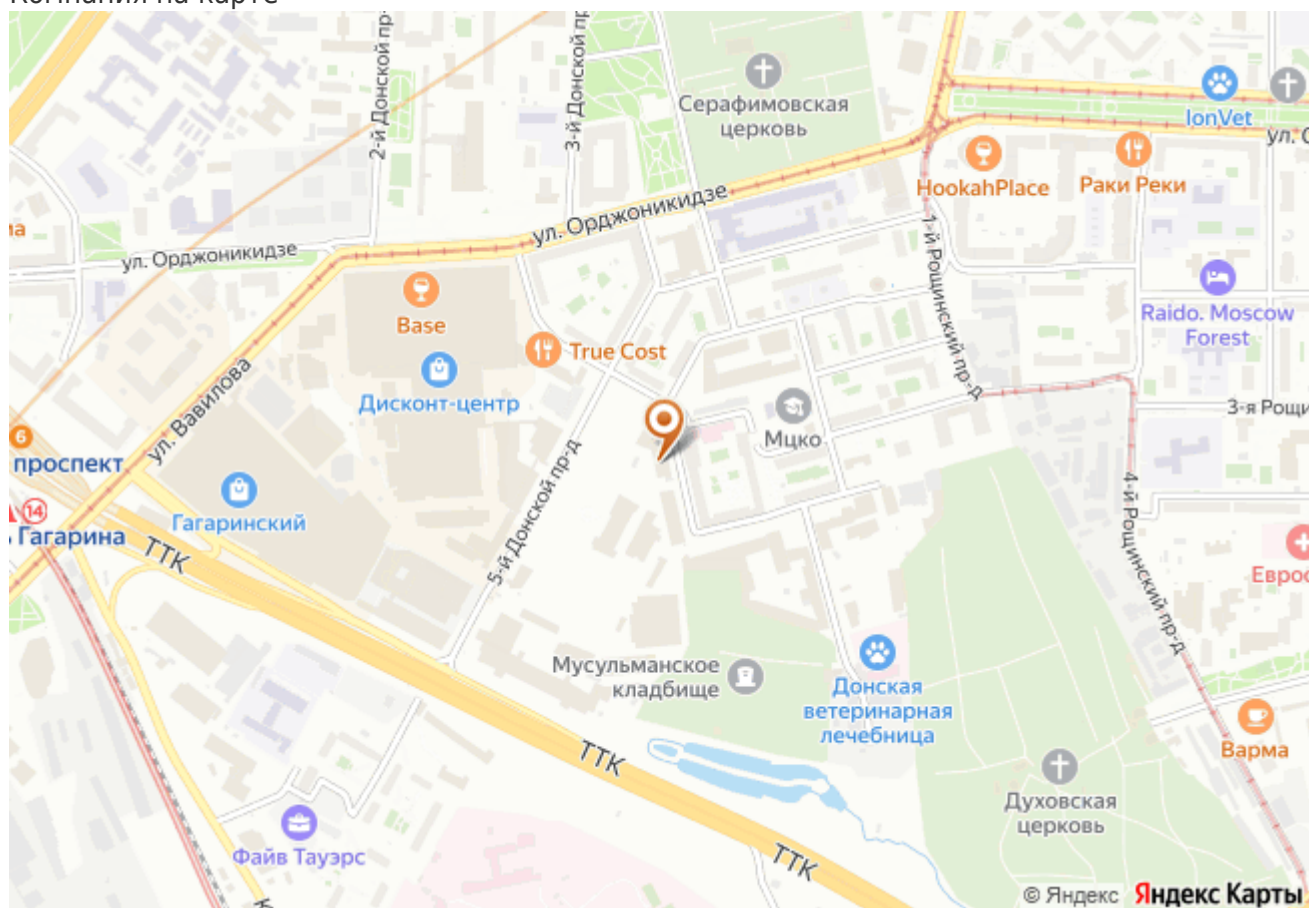 Компания на карте
2-й Донской пр-
3-й Донской пр
Серафимовская
церковь
IonVet
HookahPlace
Раки Реки
ул. Орджоникидзе
ул. Орджоникидзе
1-й Рощинский пр-д
Base
True Cost
Дисконт-центр
Raido. Moscow
Forest
ул. Вавилова
Мцко
3-я Рощи
6
проспект
14
Гагарина
Гагаринский
5-й Донской пр-д
4-й Рощинский пр-д
ТТК
Мусульманское
кладбище
Донская
ветеринарная
лечебница
Варма
ТТК
Духовская
церковь
Файв Тауэрс
ТТК
© Яндекс Яндекс Карты